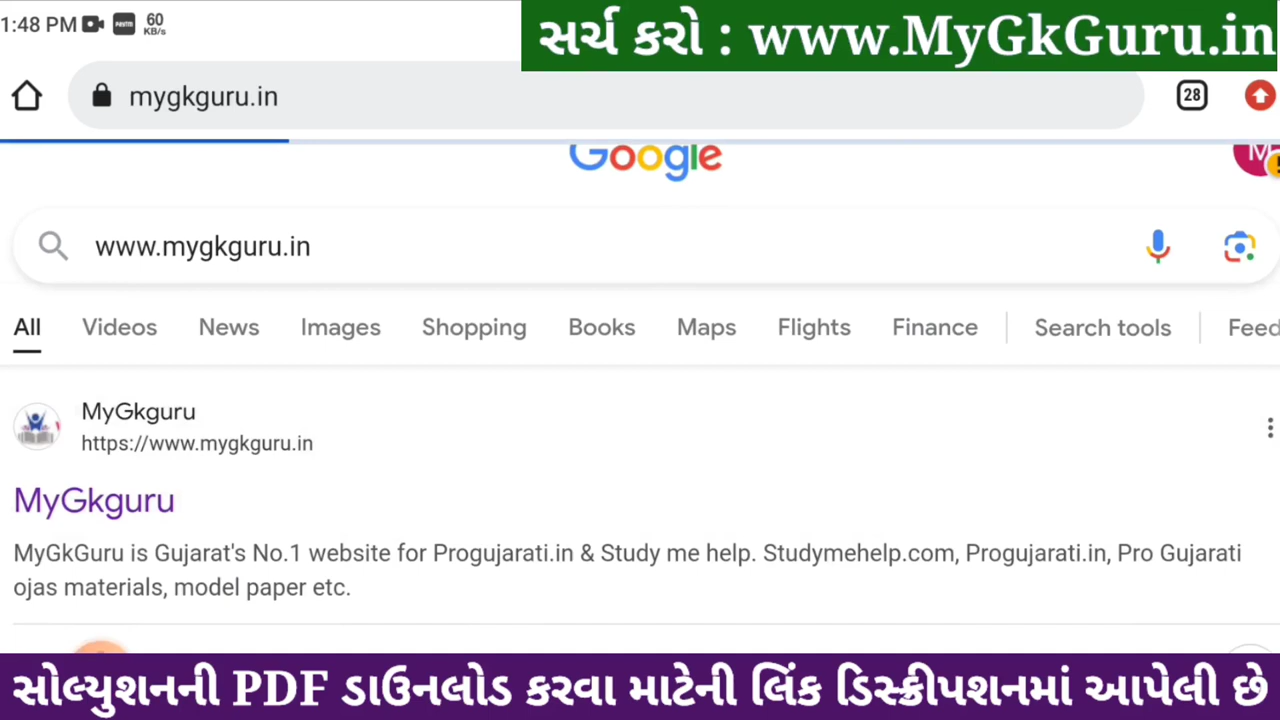 1:48 PM 60 KB/s
સર્ચ કરો : www.MyGkGuru.in
mygkguru.in
28
Google
M
www.mygkguru.in
All Videos News Images Shopping Books Maps Flights Finance Search tools Feed
MyGkguru
https://www.mygkguru.in
MyGkguru
MyGkGuru is Gujarat's No.1 website for Progujarati.in & Study me help. Studymehelp.com, Progujarati.in, Pro Gujarati
ojas materials, model paper etc.
સોલ્યુશનની PDF ડાઉનલોડ કરવા માટેની લિંક ડિસ્ક્રીપશનમાં આપેલી છે